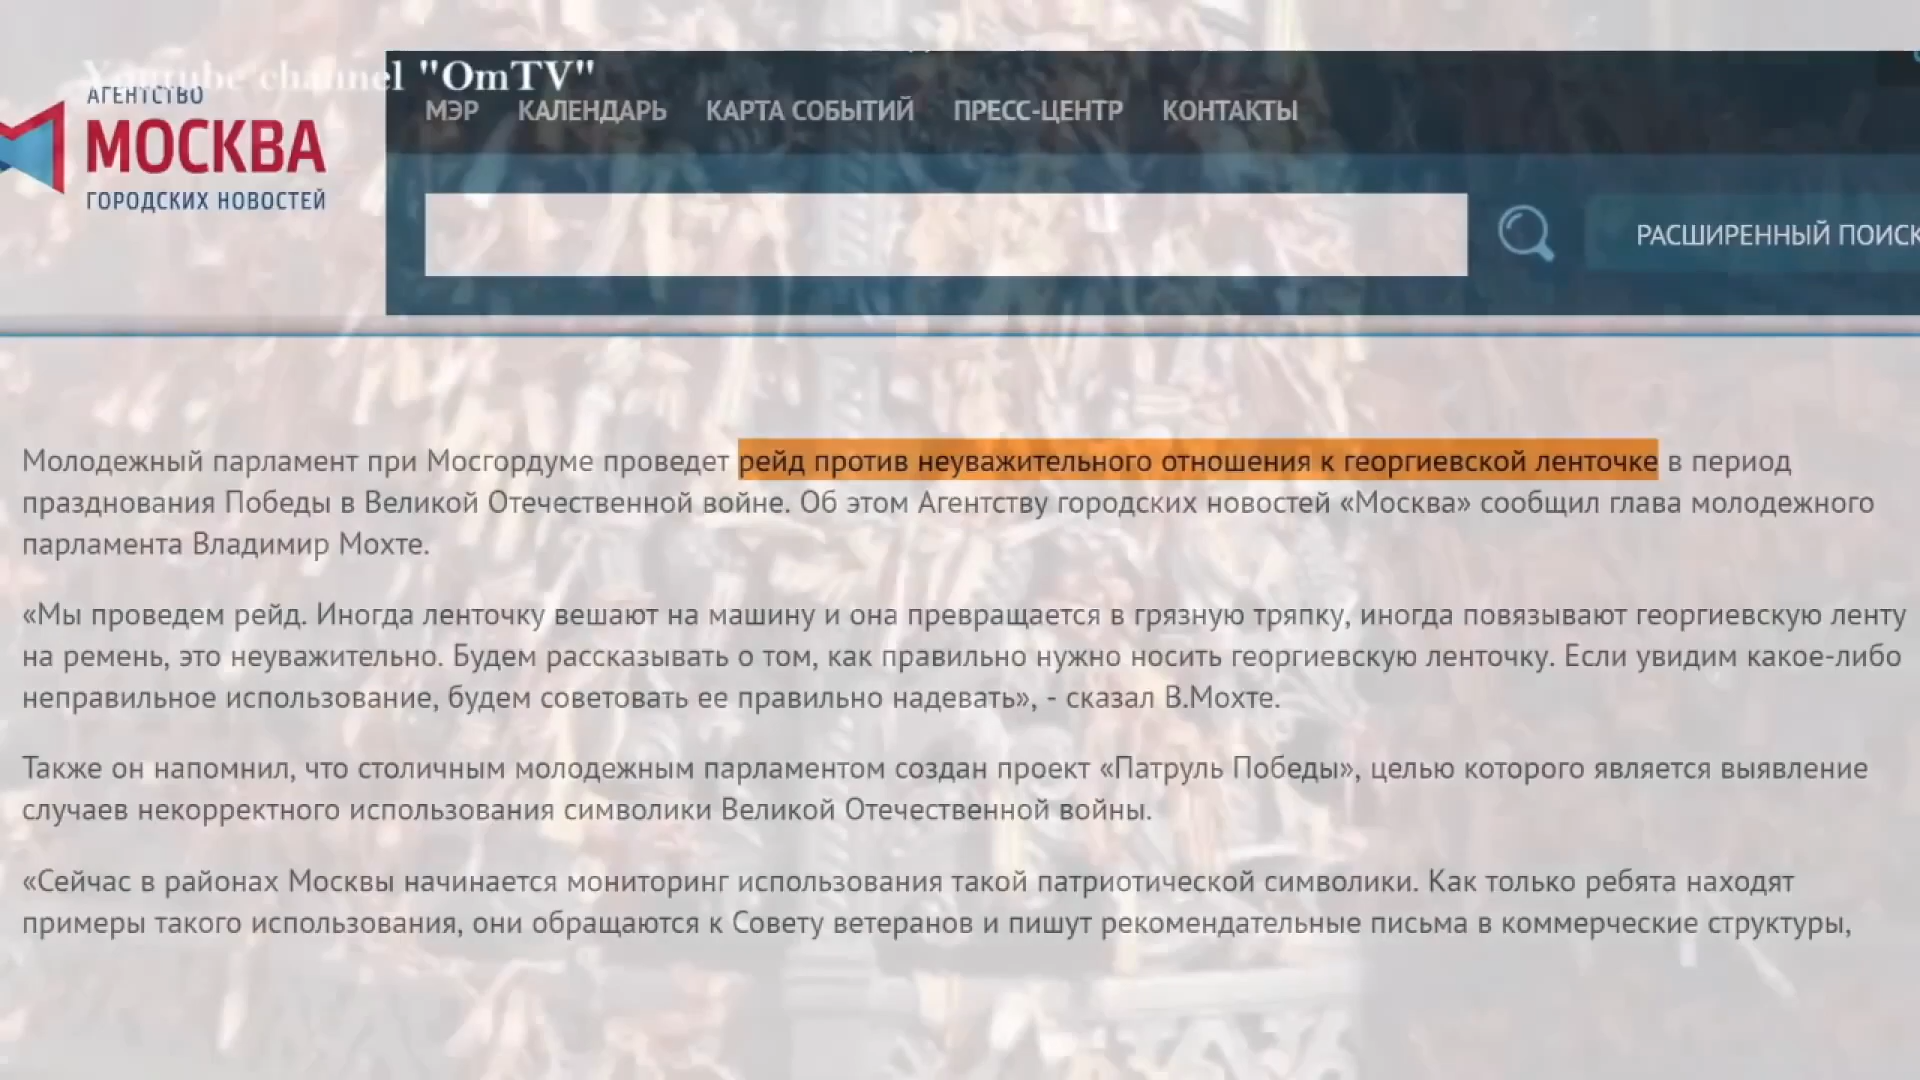 Youtube channel "OmTV"
АГЕНТСТВО
МОСКВА
ГОРОДСКИХ НОВОСТЕЙ
МЭР КАЛЕНДАРЬ КАРТА СОБЫТИЙ ПРЕСС-ЦЕНТР КОНТАКТЫ
РАСШИРЕННЫЙ ПОИСК
Молодежный парламент при Мосгордуме проведет рейд против неуважительного отношения к георгиевской ленточке в период
празднования Победы в Великой Отечественной войне. Об этом Агентству городских новостей «Москва» сообщил глава молодежного
парламента Владимир Мохте.
«Мы проведем рейд. Иногда ленточку вешают на машину и она превращается в грязную тряпку, иногда повязывают георгиевскую ленту
на ремень, это неуважительно. Будем рассказывать о том, как правильно нужно носить георгиевскую ленточку. Если увидим какое-либо
неправильное использование, будем советовать ее правильно надевать», - сказал В.Мохте.
Также он напомнил, что столичным молодежным парламентом создан проект «Патруль Победы», целью которого является выявление
случаев некорректного использования символики Великой Отечественной войны.
«Сейчас в районах Москвы начинается мониторинг использования такой патриотической символики. Как только ребята находят
примеры такого использования, они обращаются к Совету ветеранов и пишут рекомендательные письма в коммерческие структуры,